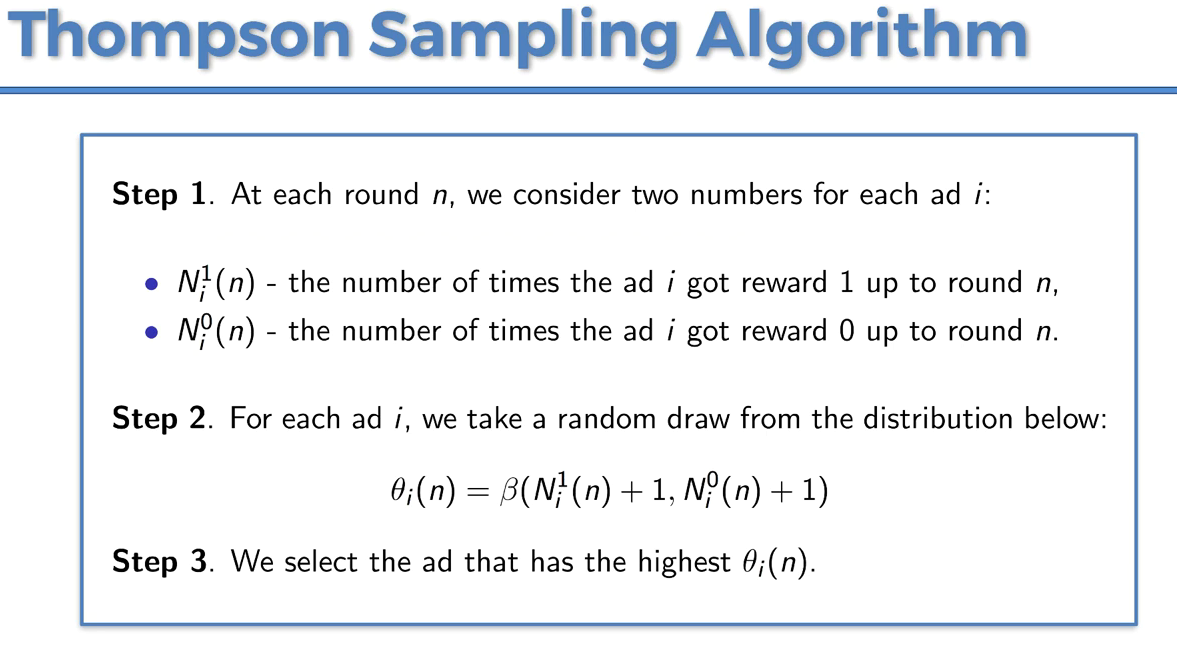 Thompson Sampling Algorithm
Step 1. At each round n, we consider two numbers for each ad i:
• N_i^1(n) - the number of times the ad i got reward 1 up to round n,
• N_i^0(n) - the number of times the ad i got reward 0 up to round n.
Step 2. For each ad i, we take a random draw from the distribution below:
θ_i(n) = β(N_i^1(n) + 1, N_i^0(n) + 1)
Step 3. We select the ad that has the highest θ_i(n).